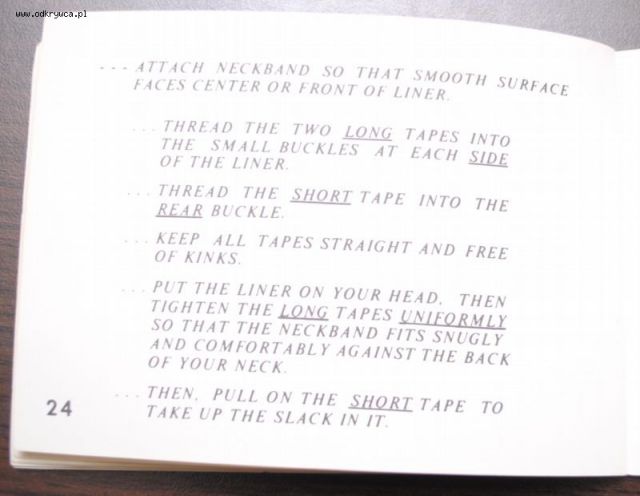 www.odkrywca.pl
... ATTACH NECKBAND SO THAT SMOOTH SURFACE
FACES CENTER OR FRONT OF LINER.
... THREAD THE TWO LONG TAPES INTO
THE SMALL BUCKLES AT EACH SIDE
OF THE LINER.
... THREAD THE SHORT TAPE INTO THE
REAR BUCKLE.
... KEEP ALL TAPES STRAIGHT AND FREE
OF KINKS.
... PUT THE LINER ON YOUR HEAD, THEN
TIGHTEN THE LONG TAPES UNIFORMLY
SO THAT THE NECKBAND FITS SNUGLY
AND COMFORTABLY AGAINST THE BACK
OF YOUR NECK.
... THEN, PULL ON THE SHORT TAPE TO
TAKE UP THE SLACK IN IT.
24